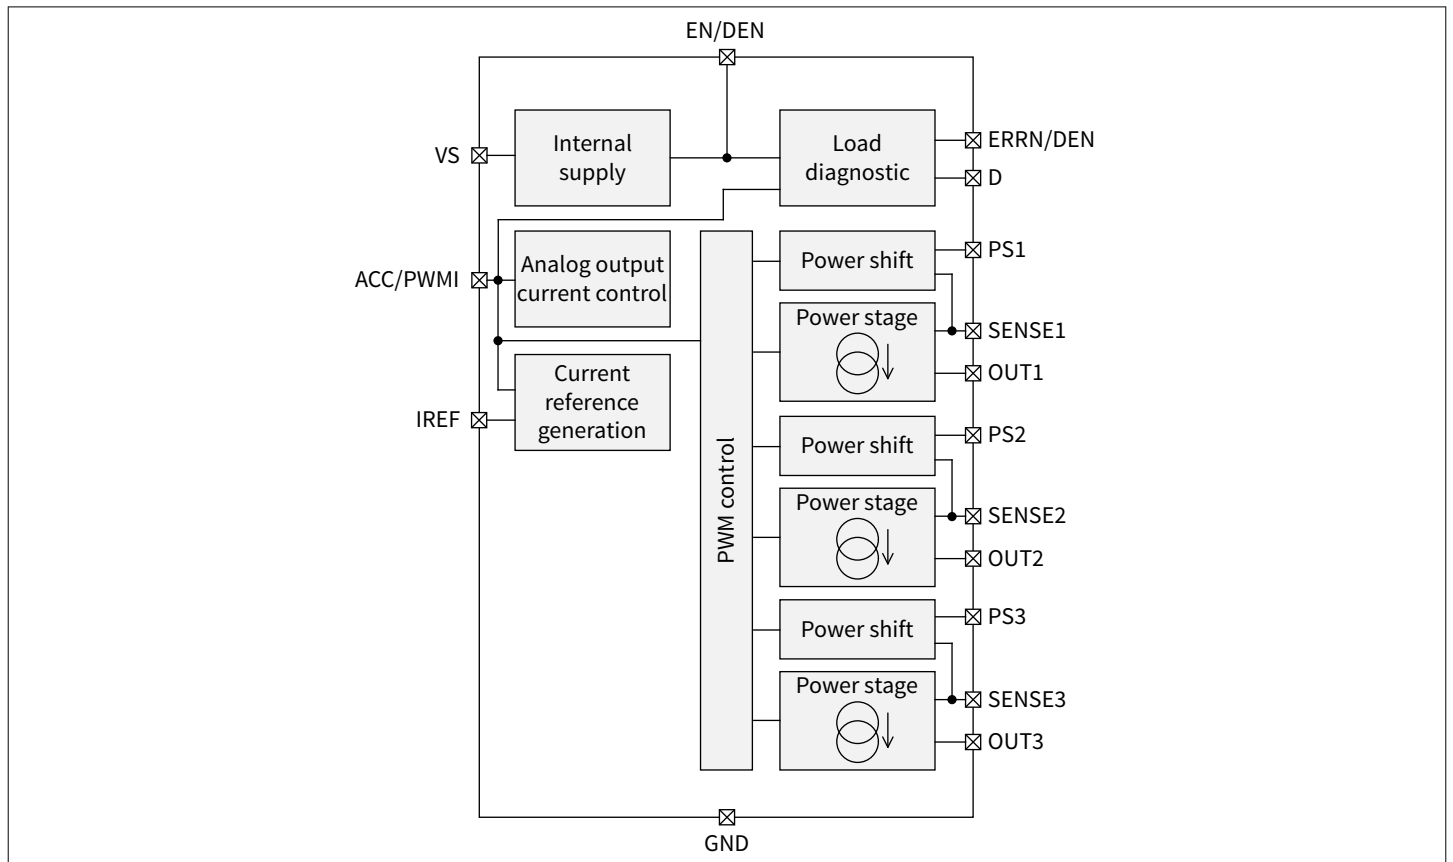 EN/DEN
VS
Internal
supply
Load
diagnostic
ERRN/DEN
D
ACC/PWMI
Analog output
current control
Power shift
PS1
Power stage
SENSE1
OUT1
IREF
Current
reference
generation
PWM control
Power shift
PS2
Power stage
SENSE2
OUT2
Power shift
PS3
Power stage
SENSE3
OUT3
GND